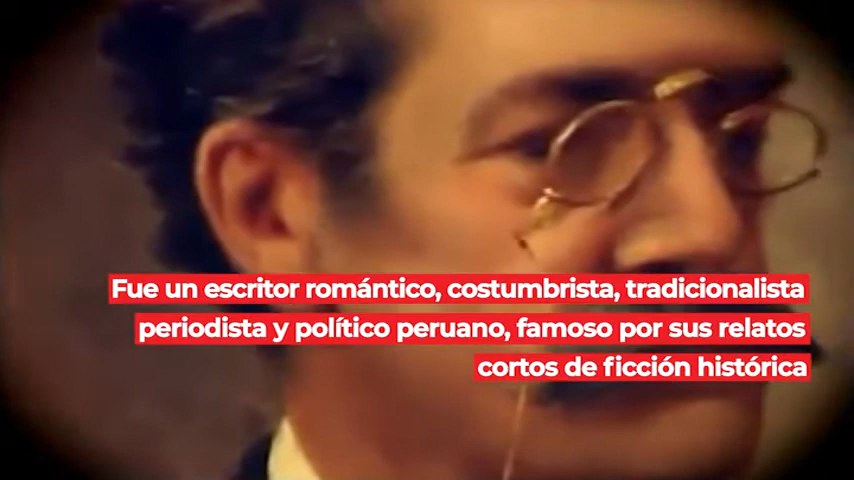 Fue un escritor romántico, costumbrista, tradicionalista
periodista y político peruano, famoso por sus relatos
cortos de ficción histórica